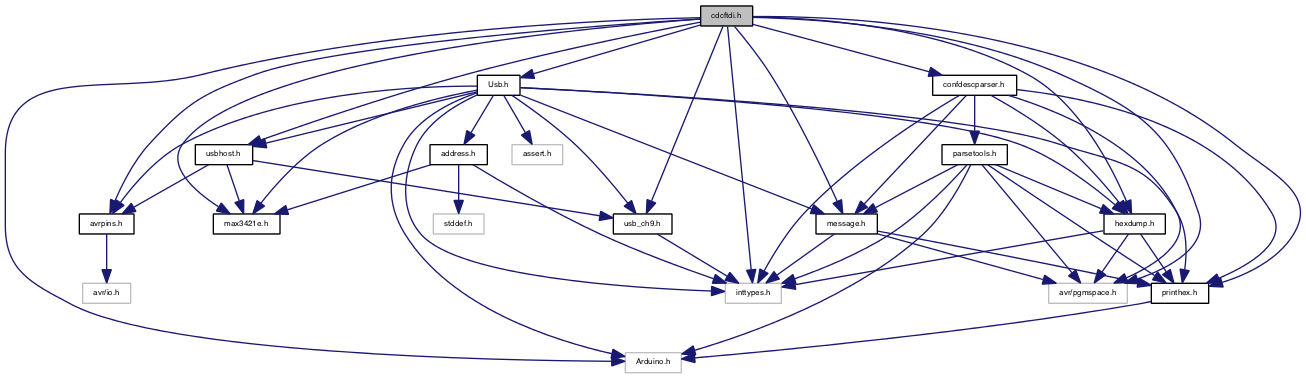 cdcftdi.h
Usb.h
confdescparser.h
usbhost.h
address.h
assert.h
parsetools.h
avrpins.h
max3421e.h
stddef.h
usb_ch9.h
message.h
hexdump.h
avr/io.h
inttypes.h
avr/pgmspace.h
printhex.h
Arduino.h